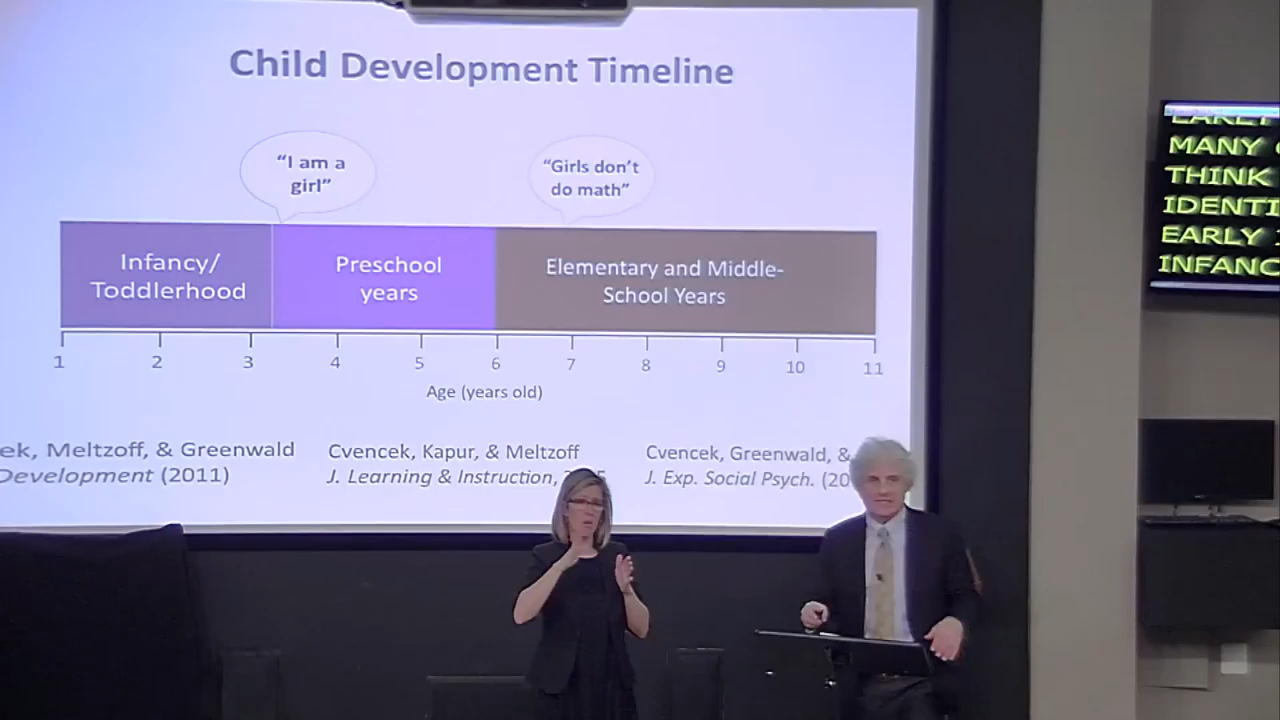 Child Development Timeline
“I am a
girl”
“Girls don’t
do math”
Infancy/
Toddlerhood
Preschool
years
Elementary and Middle-
School Years
1 2 3 4 5 6 7 8 9 10 11
Age (years old)
ek, Meltzoff, & Greenwald
Development (2011)
Cvencek, Kapur, & Meltzoff
J. Learning & Instruction,
Cvencek, Greenwald, &
J. Exp. Social Psych. (20
EARLY
MANY
THINK
IDENTI
EARLY
INFANC